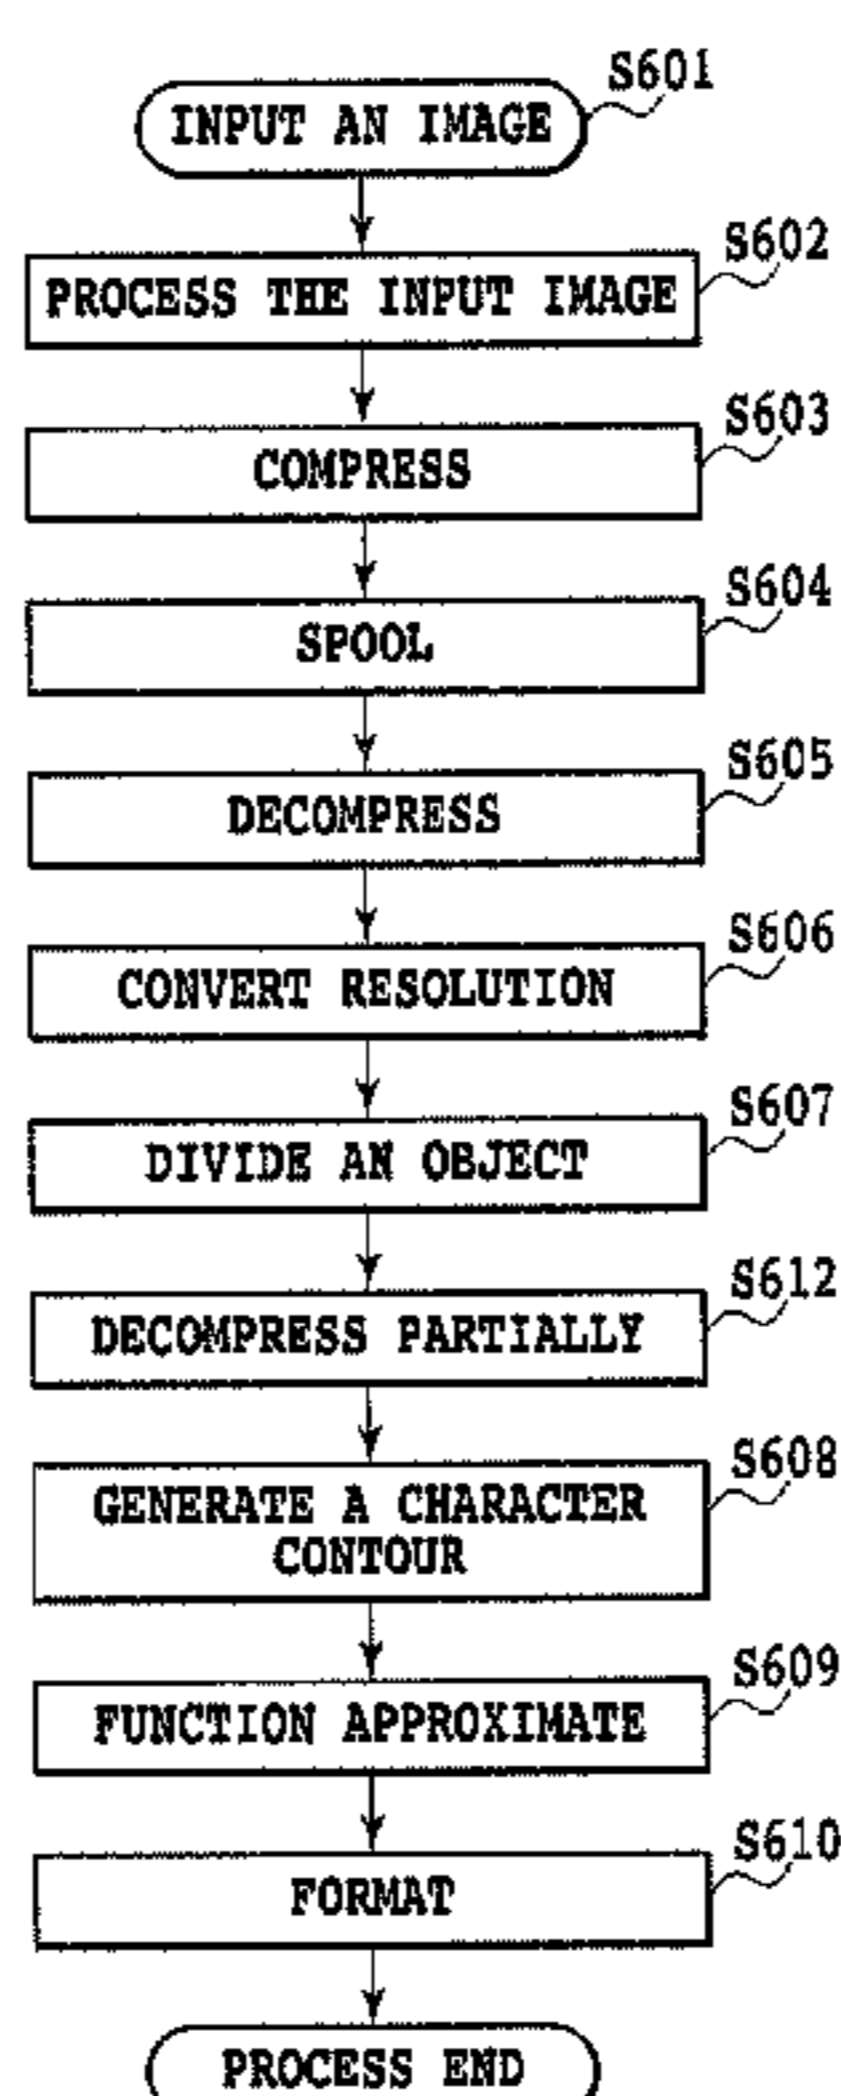 S601
INPUT AN IMAGE
S602
PROCESS THE INPUT IMAGE
S603
COMPRESS
S604
SPOOL
S605
DECOMPRESS
S606
CONVERT RESOLUTION
S607
DIVIDE AN OBJECT
S612
DECOMPRESS PARTIALLY
S608
GENERATE A CHARACTER
CONTOUR
S609
FUNCTION APPROXIMATE
S610
FORMAT
PROCESS END